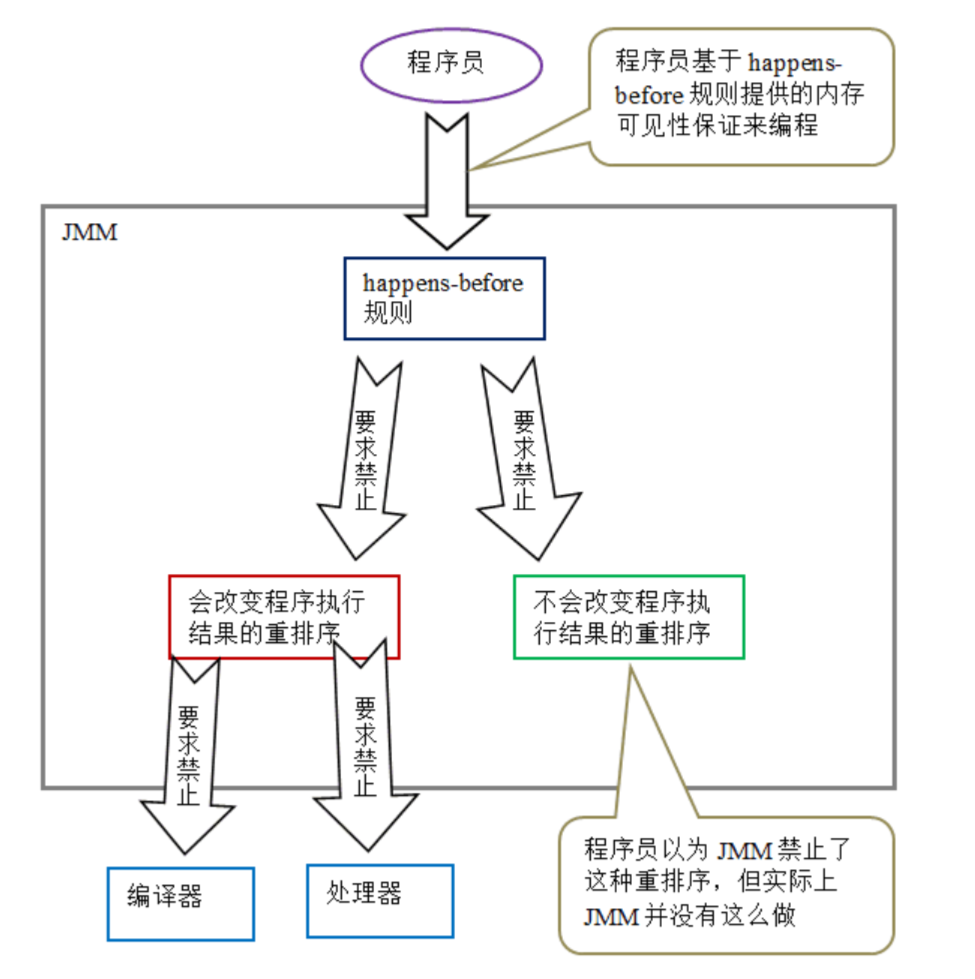 程序员
程序员基于 happens-
before 规则提供的内存
可见性保证来编程
JMM
happens-before
规则
要求禁止
要求禁止
会改变程序执行
结果的重排序
不会改变程序执
行结果的重排序
要求禁止
要求禁止
编译器
处理器
程序员以为 JMM 禁止了
这种重排序，但实际上
JMM 并没有这么做